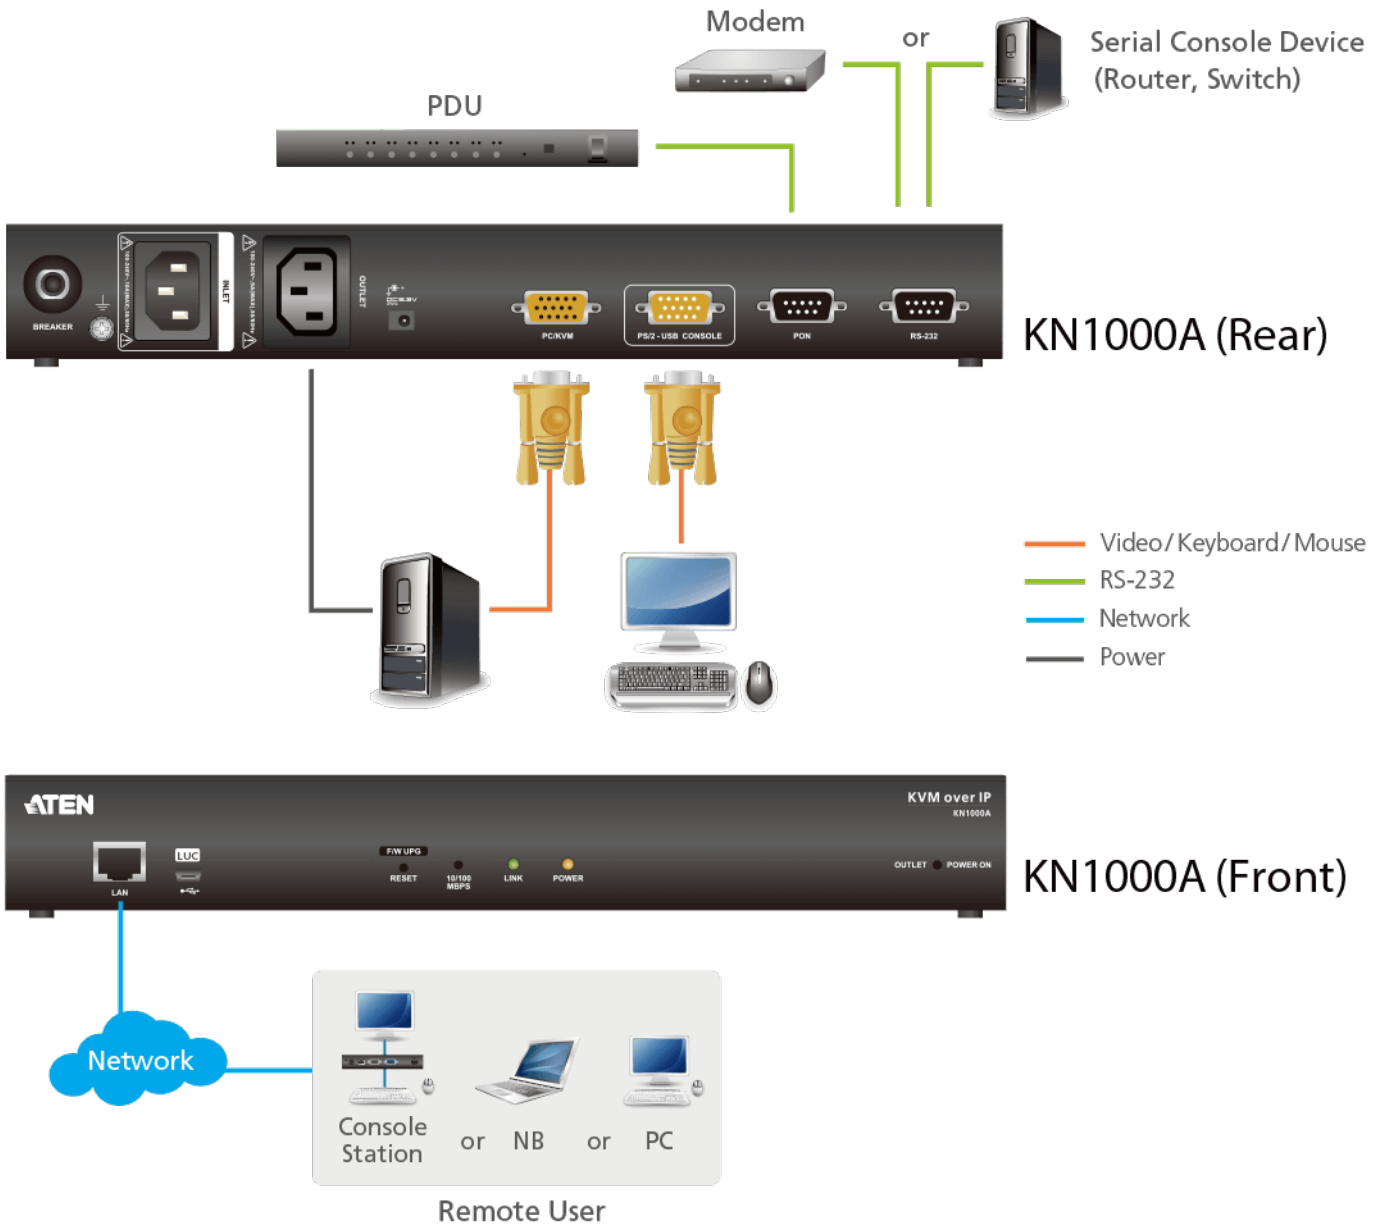 Modem
or
Serial Console Device
(Router, Switch)
PDU
BREAKER
INLET
OUTLET
PC/KVM
PS/2 - USB CONSOLE
PON
RS-232
KN1000A (Rear)
Video/Keyboard/Mouse
RS-232
Network
Power
ATEN
KVM over IP
KN1000A
LAN
LUC
F/W UPG
RESET
10/100
MBPS
LINK
POWER
OUTLET
POWER ON
KN1000A (Front)
Network
Console
Station
or
NB
or
PC
Remote User